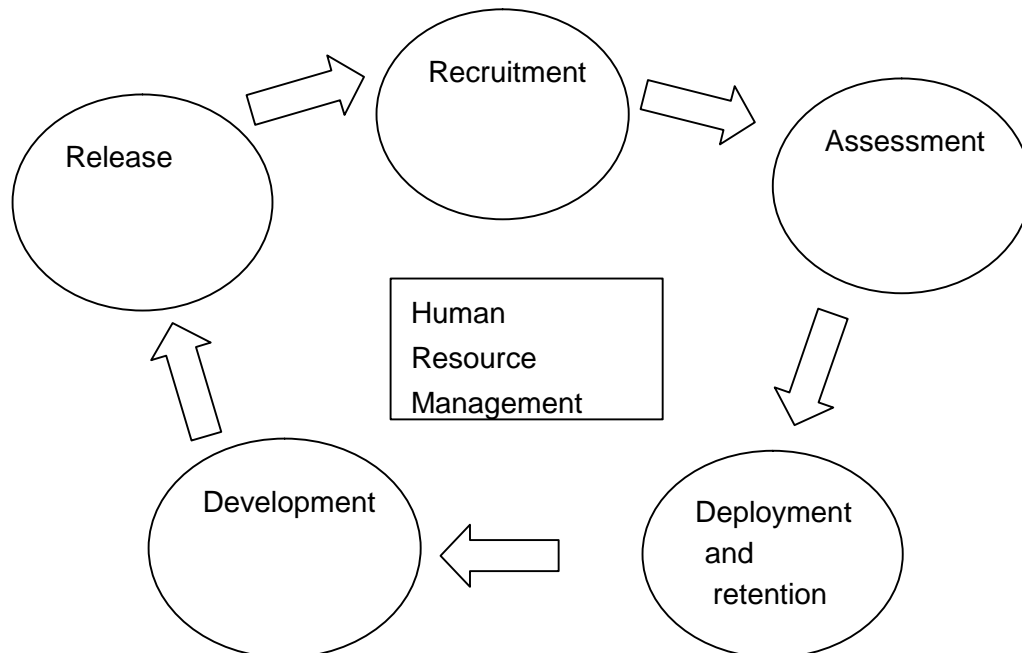 Recruitment
Assessment
Release
Human
Resource
Management
Development
Deployment
and
retention